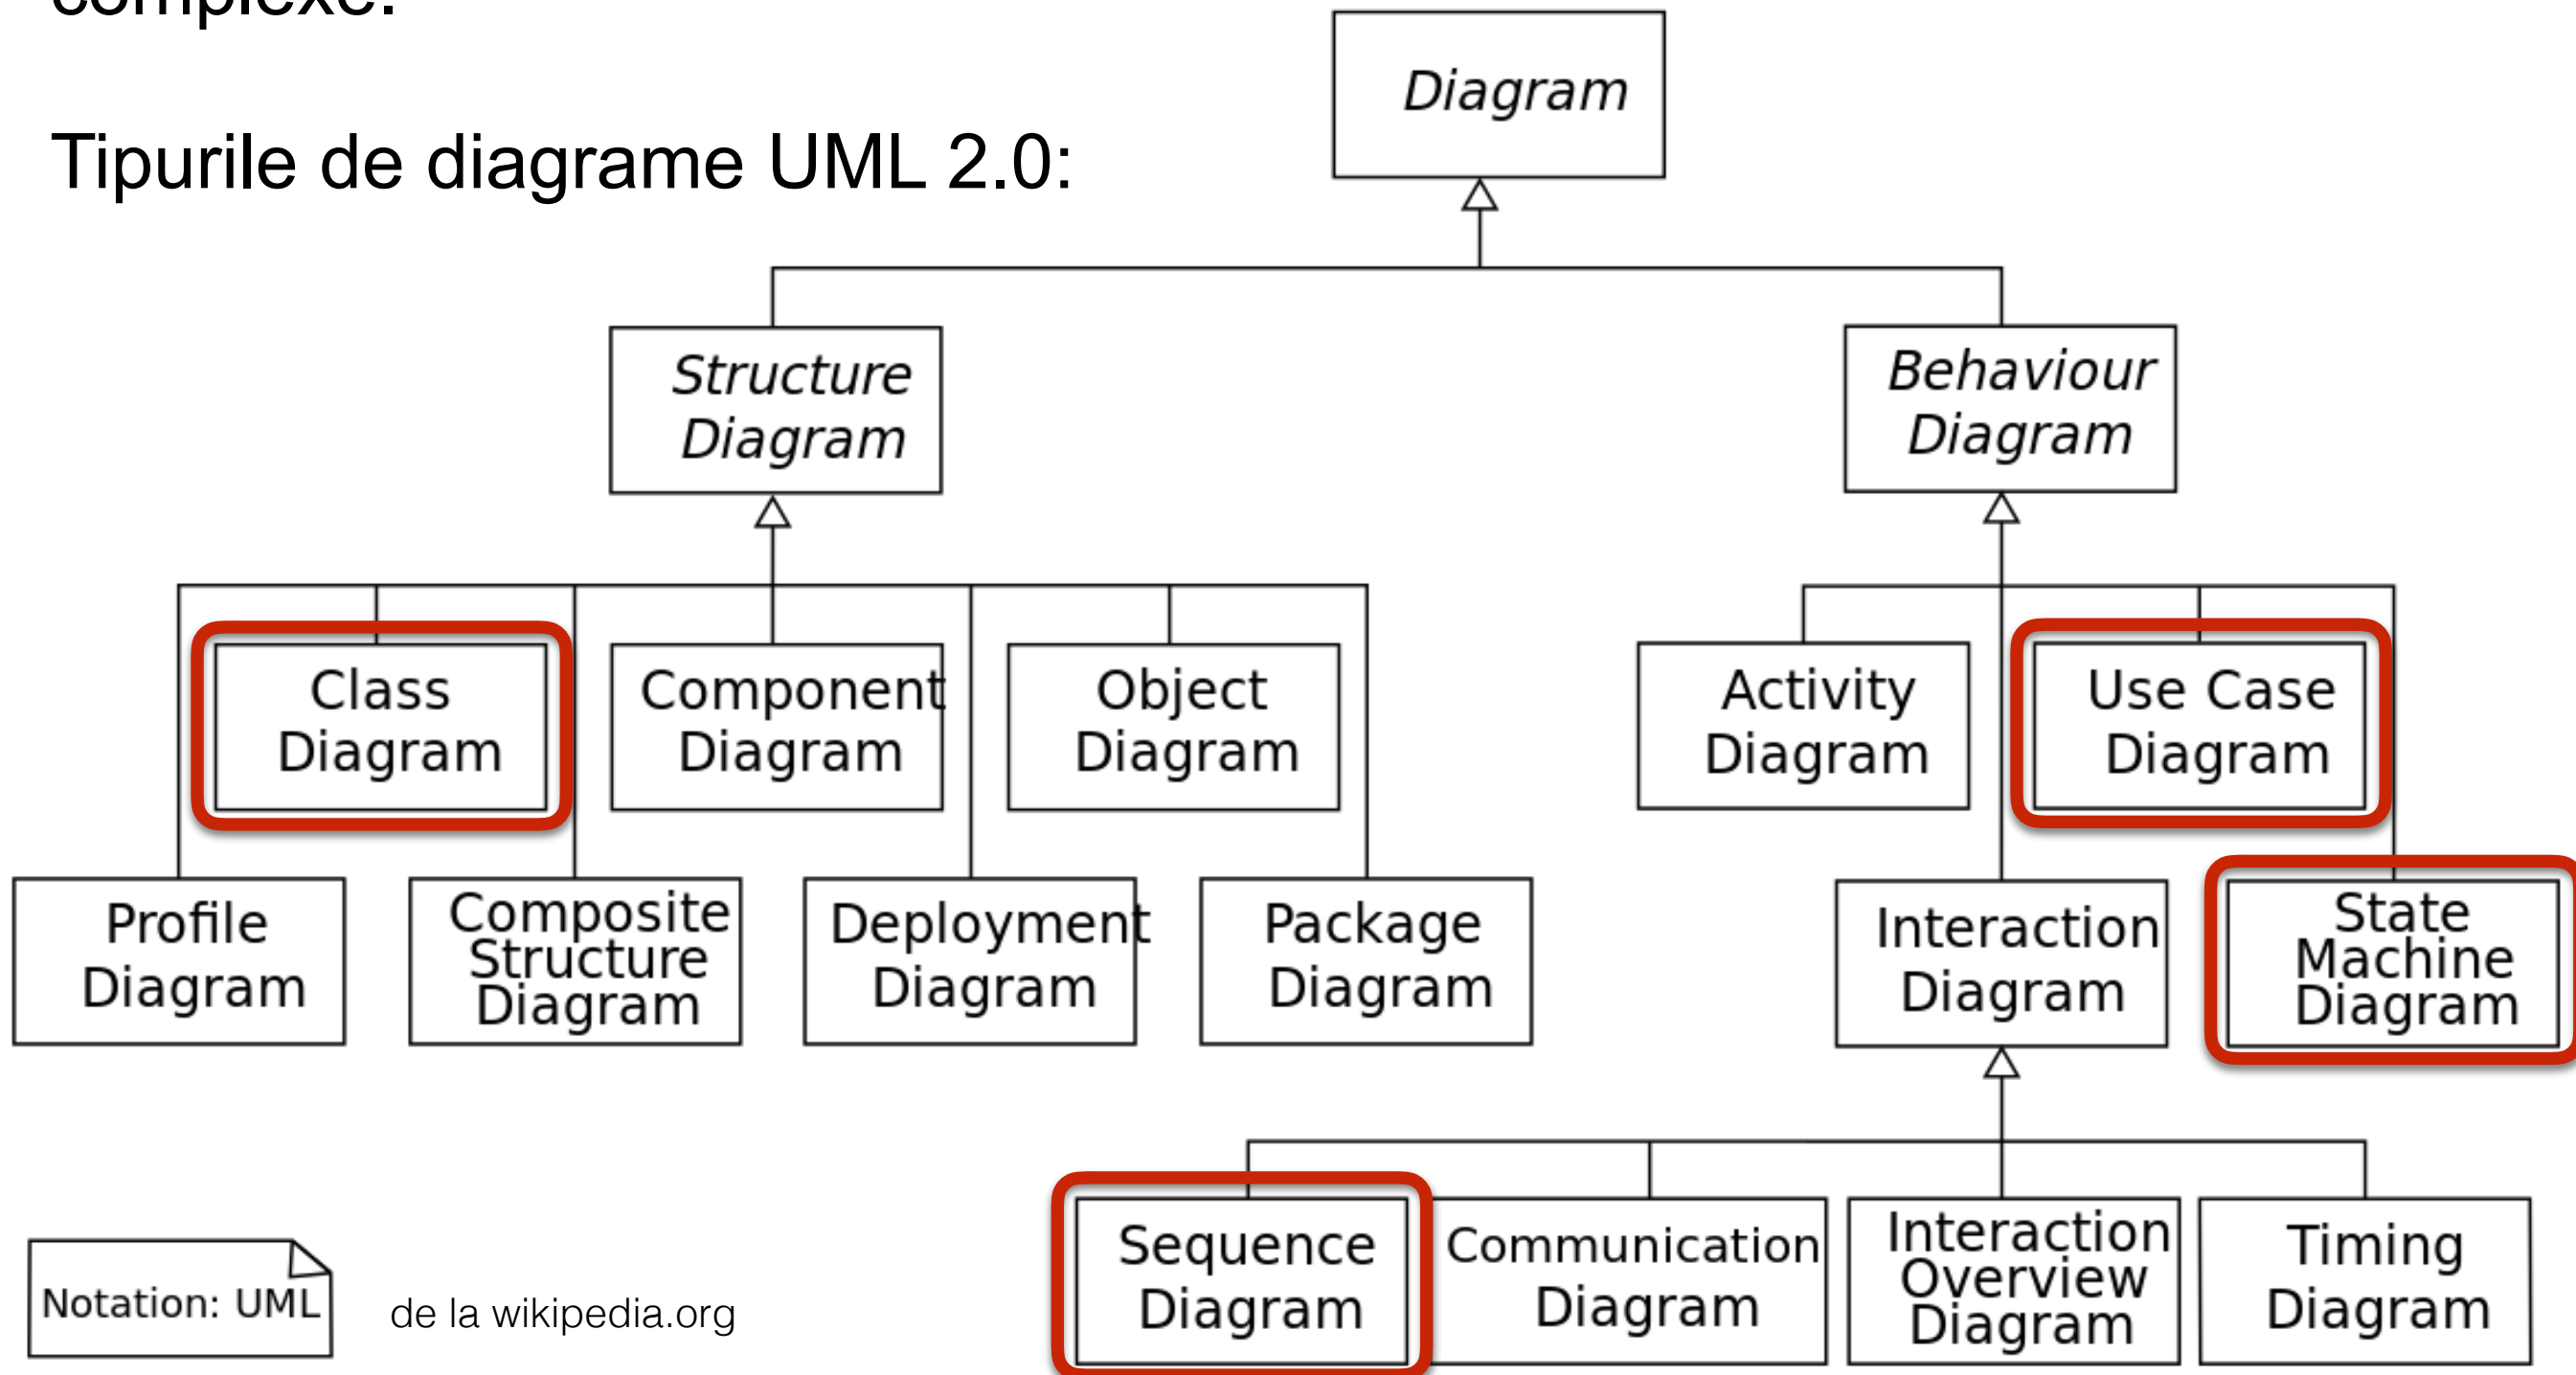 complexe.
Tipurile de diagrame UML 2.0:
Diagram
Structure
Diagram
Behaviour
Diagram
Class
Diagram
Component
Diagram
Object
Diagram
Activity
Diagram
Use Case
Diagram
Profile
Diagram
Composite
Structure
Diagram
Deployment
Diagram
Package
Diagram
Interaction
Diagram
State
Machine
Diagram
Sequence
Diagram
Communication
Diagram
Interaction
Overview
Diagram
Timing
Diagram
Notation: UML
de la wikipedia.org